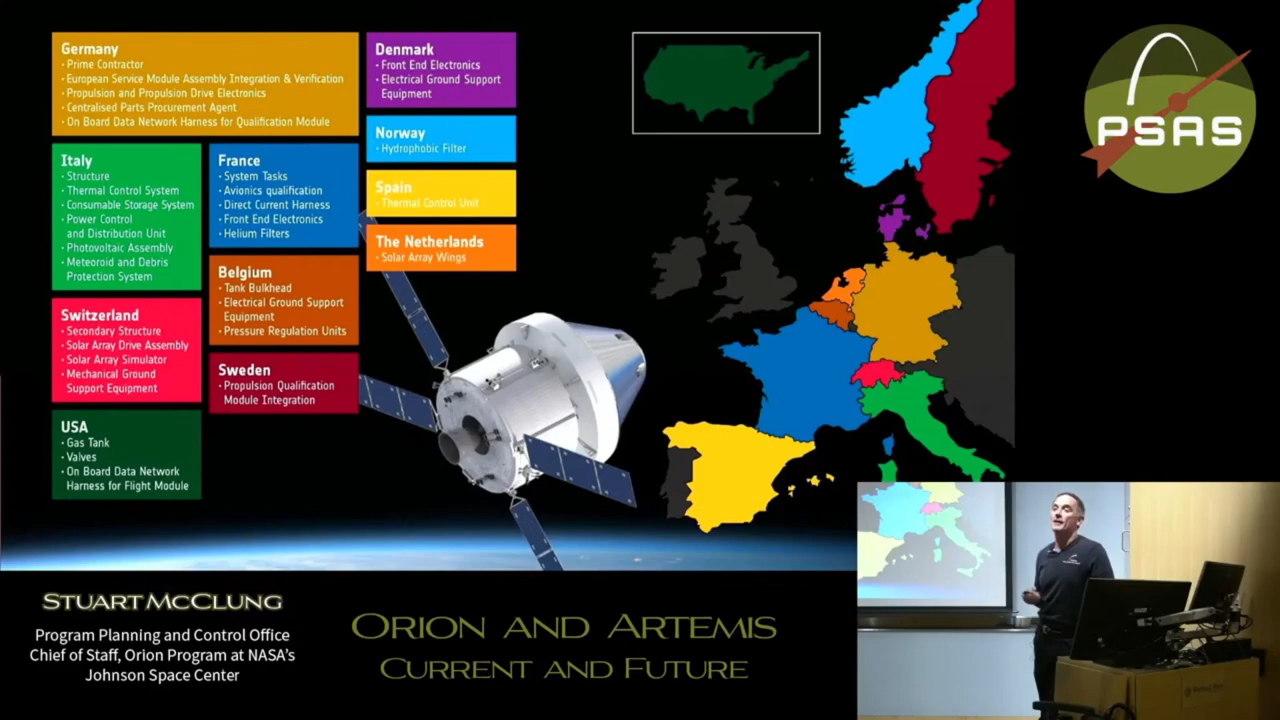 Germany
· Prime Contractor
· European Service Module Assembly Integration & Verification
· Propulsion and Propulsion Drive Electronics
· Centralised Parts Procurement Agent
· On Board Data Network Harness for Qualification Module
Denmark
· Front End Electronics
· Electrical Ground Support
Equipment
Norway
· Hydrophobic Filter
Spain
· Thermal Control Unit
The Netherlands
· Solar Array Wings
Italy
· Structure
· Thermal Control System
· Consumable Storage System
· Power Control
and Distribution Unit
· Photovoltaic Assembly
· Meteoroid and Debris
Protection System
France
· System Tasks
· Avionics qualification
· Direct Current Harness
· Front End Electronics
· Helium Filters
Belgium
· Tank Bulkhead
· Electrical Ground Support
Equipment
· Pressure Regulation Units
Switzerland
· Secondary Structure
· Solar Array Drive Assembly
· Solar Array Simulator
· Mechanical Ground
Support Equipment
Sweden
· Propulsion Qualification
Module Integration
USA
· Gas Tank
· Valves
· On Board Data Network
Harness for Flight Module
PSAS
Stuart McClung
Program Planning and Control Office
Chief of Staff, Orion Program at NASA's
Johnson Space Center
Orion and Artemis
Current and Future